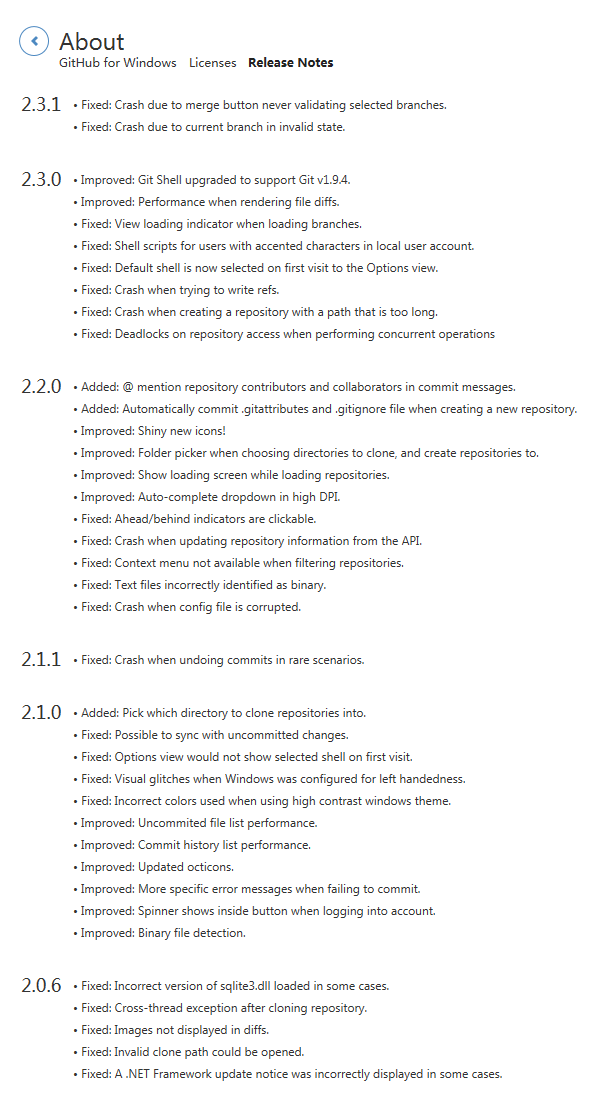 About
GitHub for Windows Licenses Release Notes
2.3.1 • Fixed: Crash due to merge button never validating selected branches.
• Fixed: Crash due to current branch in invalid state.
2.3.0 • Improved: Git Shell upgraded to support Git v1.9.4.
• Improved: Performance when rendering file diffs.
• Fixed: View loading indicator when loading branches.
• Fixed: Shell scripts for users with accented characters in local user account.
• Fixed: Default shell is now selected on first visit to the Options view.
• Fixed: Crash when trying to write refs.
• Fixed: Crash when creating a repository with a path that is too long.
• Fixed: Deadlocks on repository access when performing concurrent operations
2.2.0 • Added: @ mention repository contributors and collaborators in commit messages.
• Added: Automatically commit .gitattributes and .gitignore file when creating a new repository.
• Improved: Shiny new icons!
• Improved: Folder picker when choosing directories to clone, and create repositories to.
• Improved: Show loading screen while loading repositories.
• Improved: Auto-complete dropdown in high DPI.
• Fixed: Ahead/behind indicators are clickable.
• Fixed: Crash when updating repository information from the API.
• Fixed: Context menu not available when filtering repositories.
• Fixed: Text files incorrectly identified as binary.
• Fixed: Crash when config file is corrupted.
2.1.1 • Fixed: Crash when undoing commits in rare scenarios.
2.1.0 • Added: Pick which directory to clone repositories into.
• Fixed: Possible to sync with uncommitted changes.
• Fixed: Options view would not show selected shell on first visit.
• Fixed: Visual glitches when Windows was configured for left handedness.
• Fixed: Incorrect colors used when using high contrast windows theme.
• Improved: Uncommited file list performance.
• Improved: Commit history list performance.
• Improved: Updated octicons.
• Improved: More specific error messages when failing to commit.
• Improved: Spinner shows inside button when logging into account.
• Improved: Binary file detection.
2.0.6 • Fixed: Incorrect version of sqlite3.dll loaded in some cases.
• Fixed: Cross-thread exception after cloning repository.
• Fixed: Images not displayed in diffs.
• Fixed: Invalid clone path could be opened.
• Fixed: A .NET Framework update notice was incorrectly displayed in some cases.